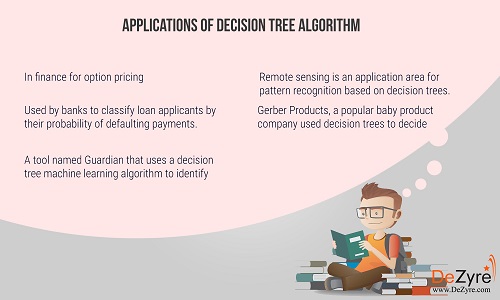 APPLICATIONS OF DECISION TREE ALGORITHM
In finance for option pricing
Used by banks to classify loan applicants by
their probability of defaulting payments.
A tool named Guardian that uses a decision
tree machine learning algorithm to identify
Remote sensing is an application area for
pattern recognition based on decision trees.
Gerber Products, a popular baby product
company used decision trees to decide
DeZyre
www.DeZyre.com